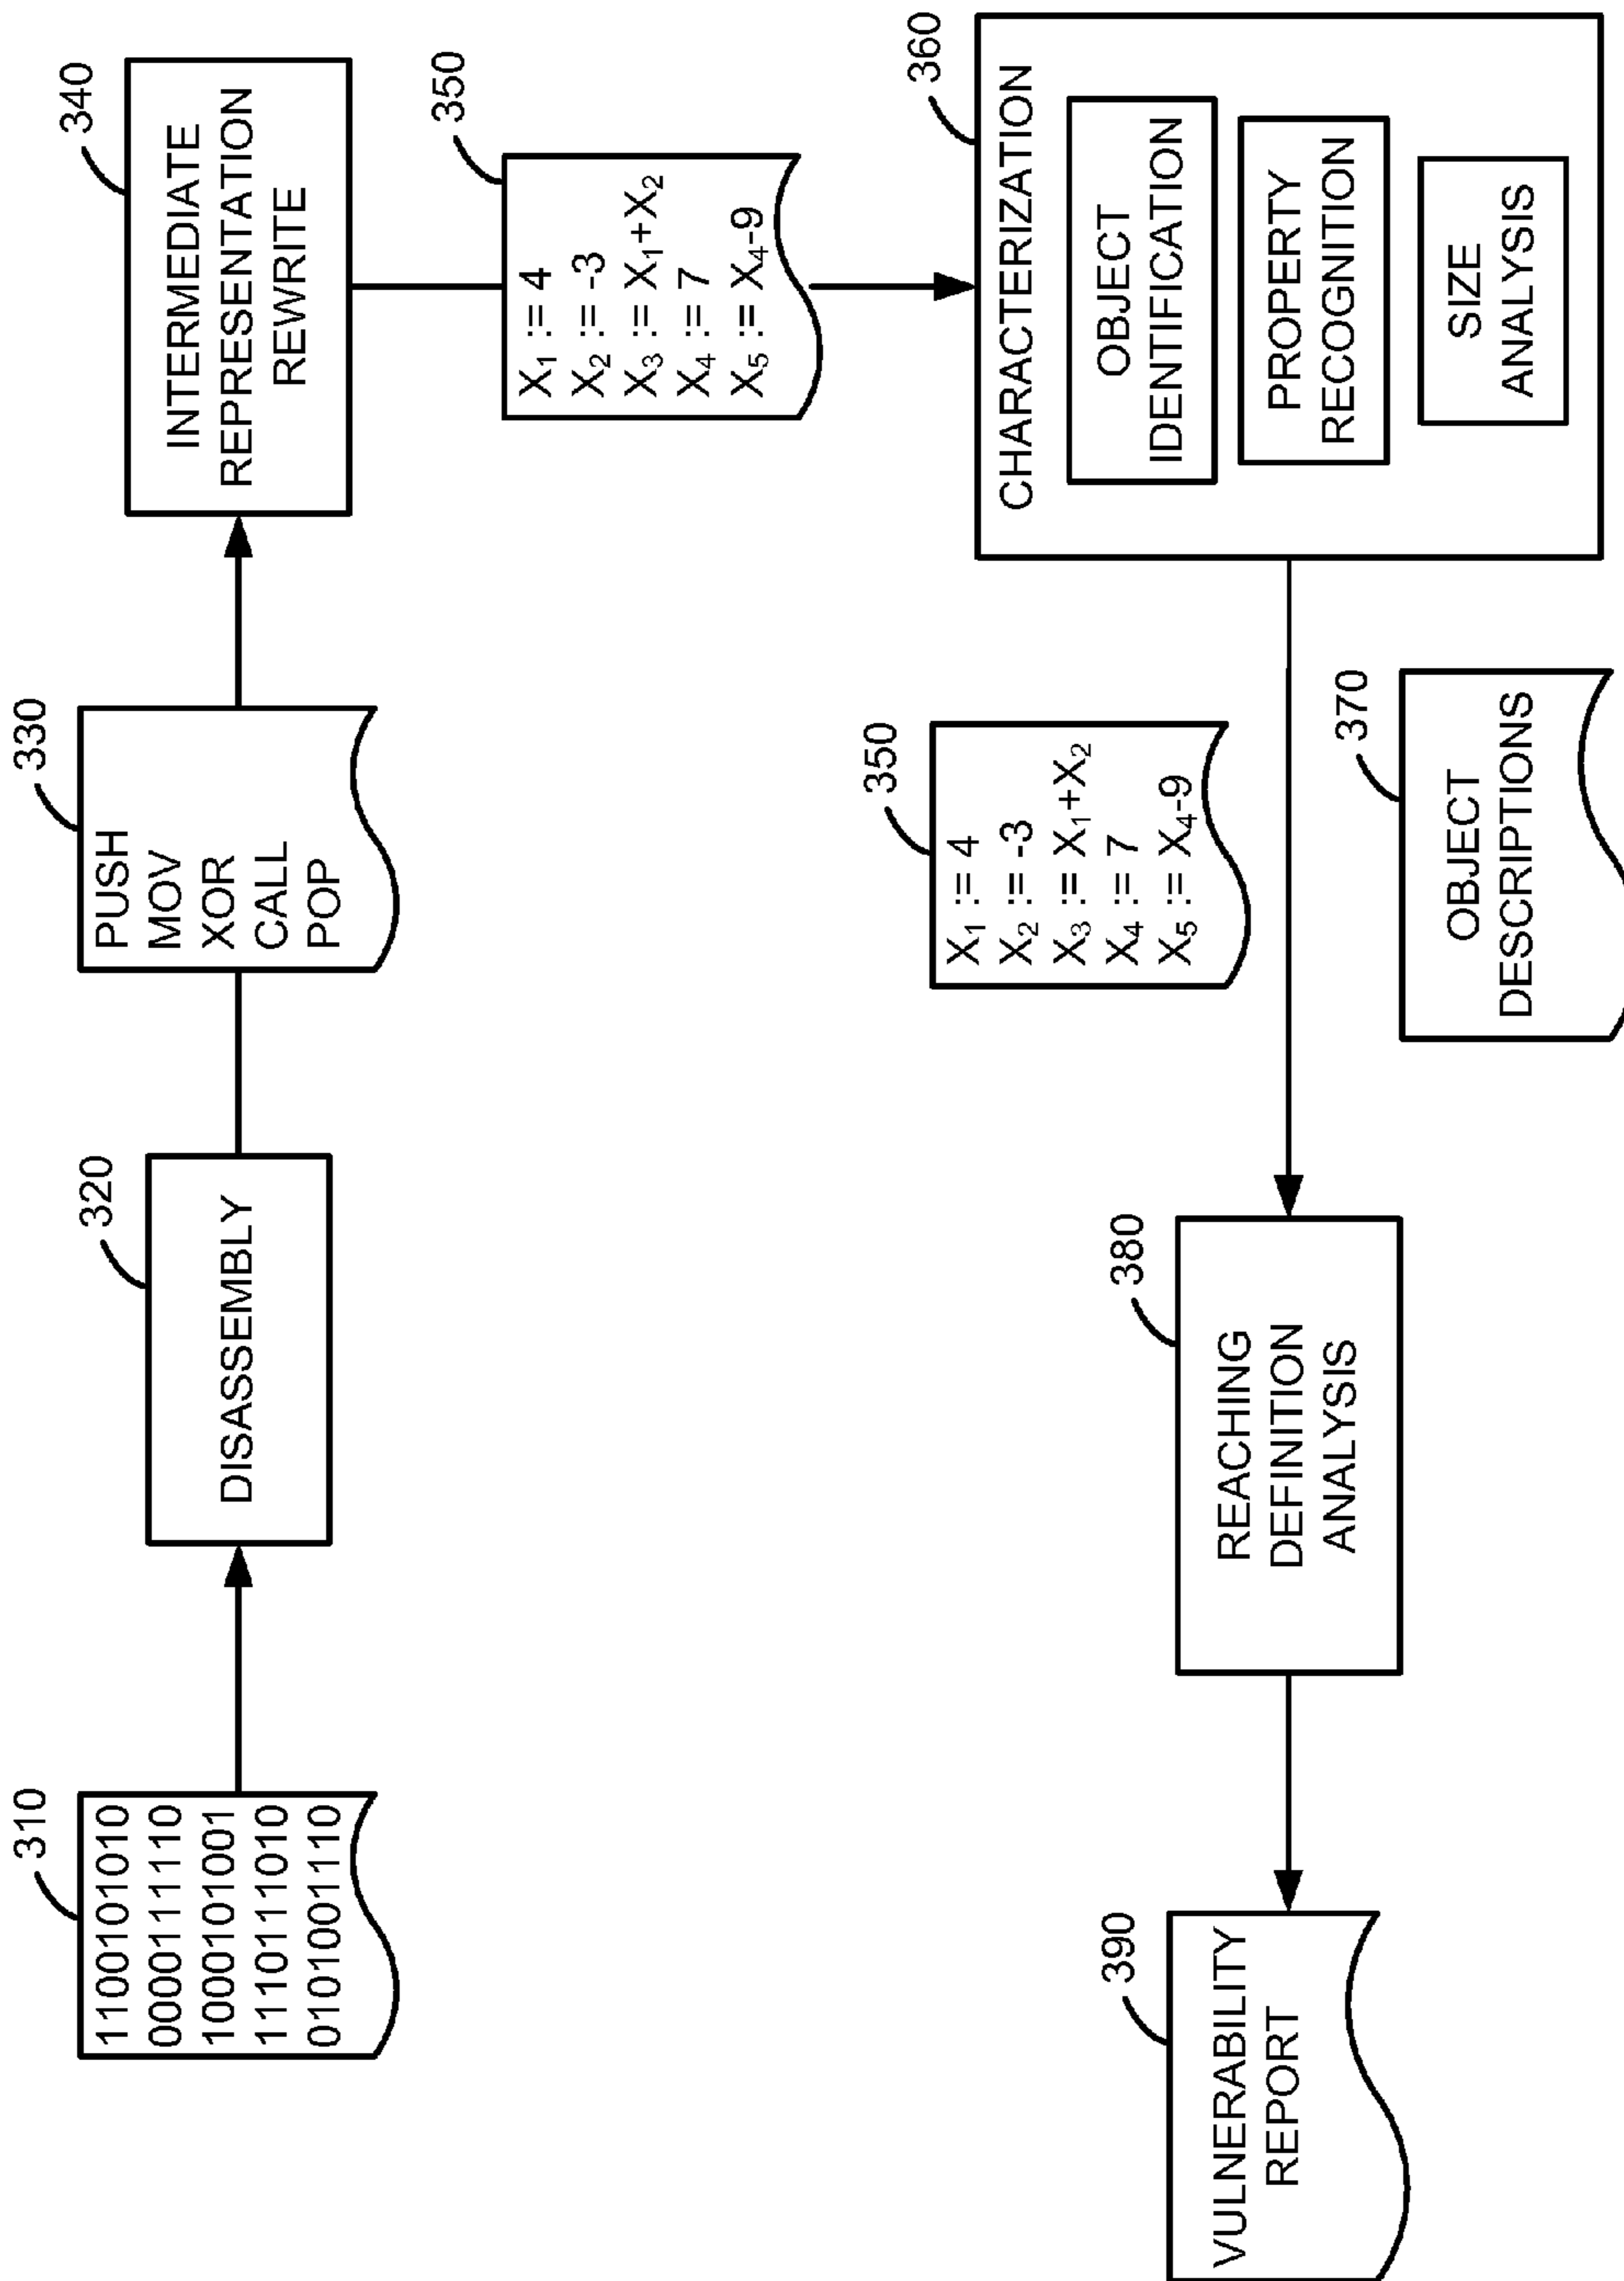 310
1100101010
0000111110
1000101001
1110111010
0101001110
320
DISASSEMBLY
330
PUSH
MOV
XOR
CALL
POP
340
INTERMEDIATE
REPRESENTATION
REWRITE
350
X₁ := 4
X₂ := -3
X₃ := X₁+X₂
X₄ := 7
X₅ := X₄-9
360
CHARACTERIZATION
OBJECT
IDENTIFICATION
PROPERTY
RECOGNITION
SIZE
ANALYSIS
350
X₁ := 4
X₂ := -3
X₃ := X₁+X₂
X₄ := 7
X₅ := X₄-9
370
OBJECT
DESCRIPTIONS
380
REACHING
DEFINITION
ANALYSIS
390
VULNERABILITY
REPORT